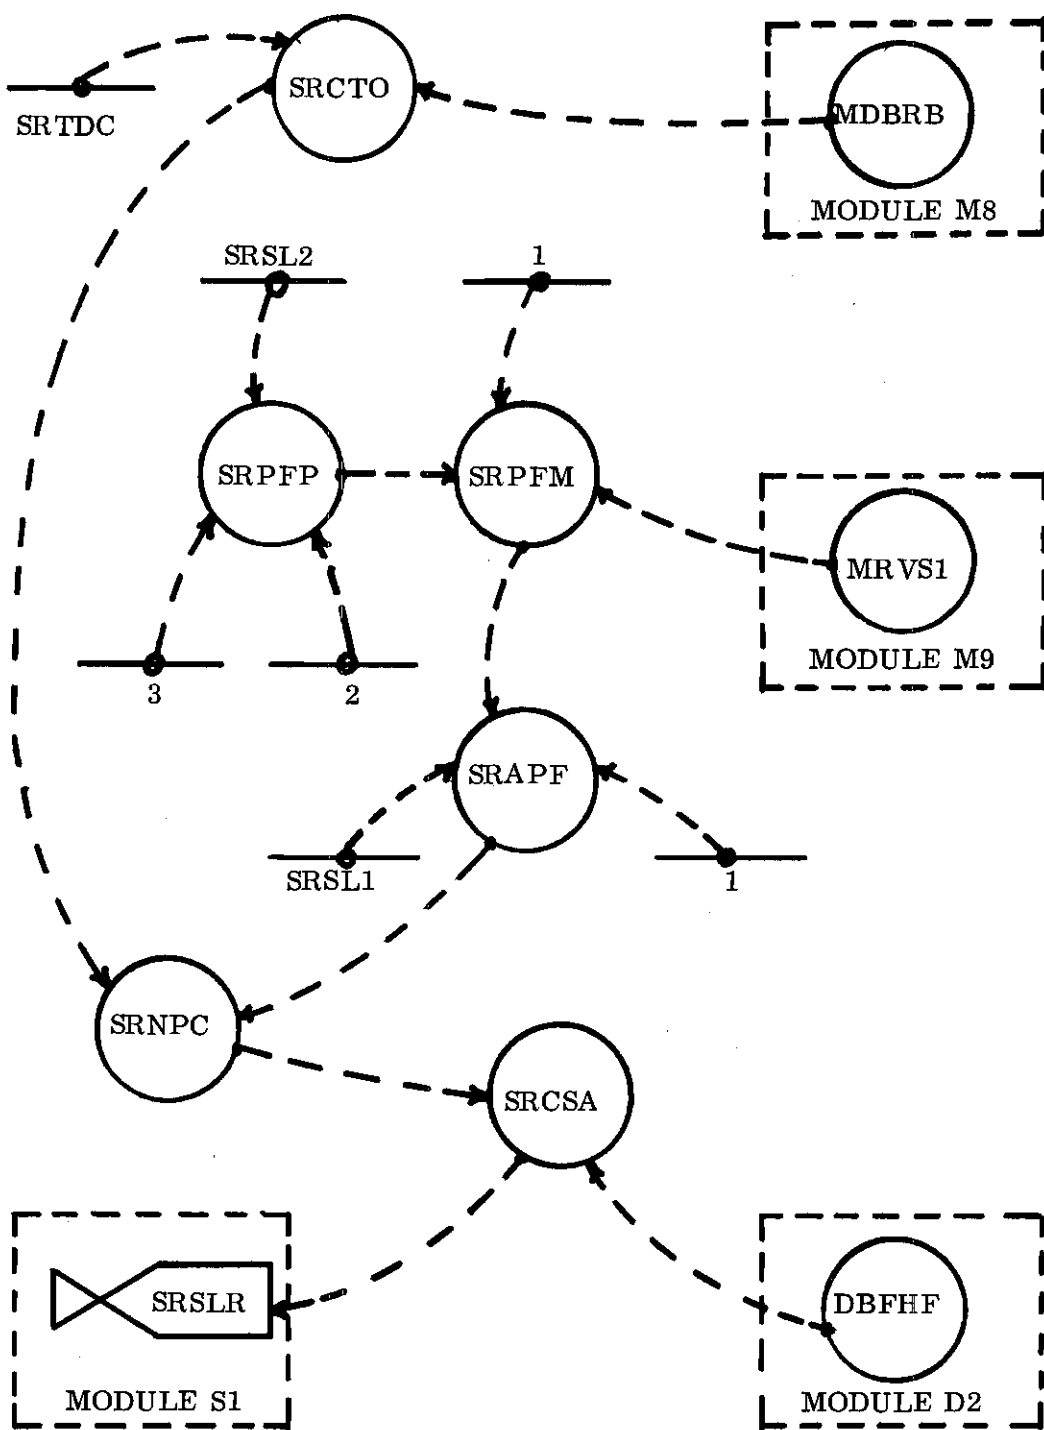 SRCTO
MDBRB
SRTDC
MODULE M8
SRSL2
1
SRPFP
SRPFM
MRVS1
MODULE M9
3
2
SRAPF
SRSL1
1
SRNPC
SRCSA
SRSLR
DBFHF
MODULE S1
MODULE D2